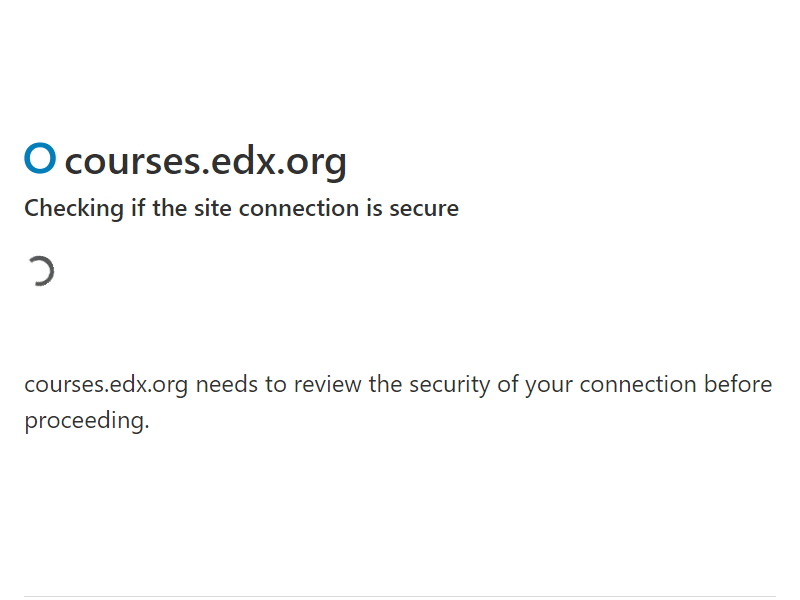 courses.edx.org
Checking if the site connection is secure
courses.edx.org needs to review the security of your connection before
proceeding.